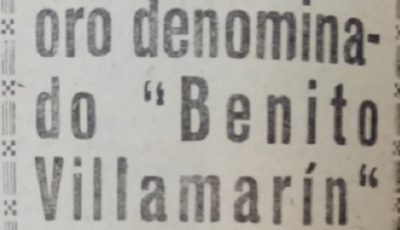 oro denomina-
do “Benito
Villamarín“